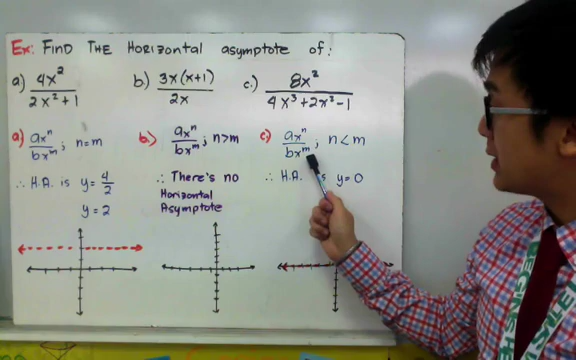 Ex: FIND THE Horizontal asymptote of:
a) 4x²/2x²+1 b) 3x(x+1)/2x c.) 8x²/4x³+2x²-1
a) axⁿ/bxᵐ; n=m
∴ H.A. is y= 4/2
y=2
b) axⁿ/bxᵐ; n>m
∴ There's no
Horizontal
Asymptote
c) axⁿ/bxᵐ; n<m
∴ H.A. is y=0